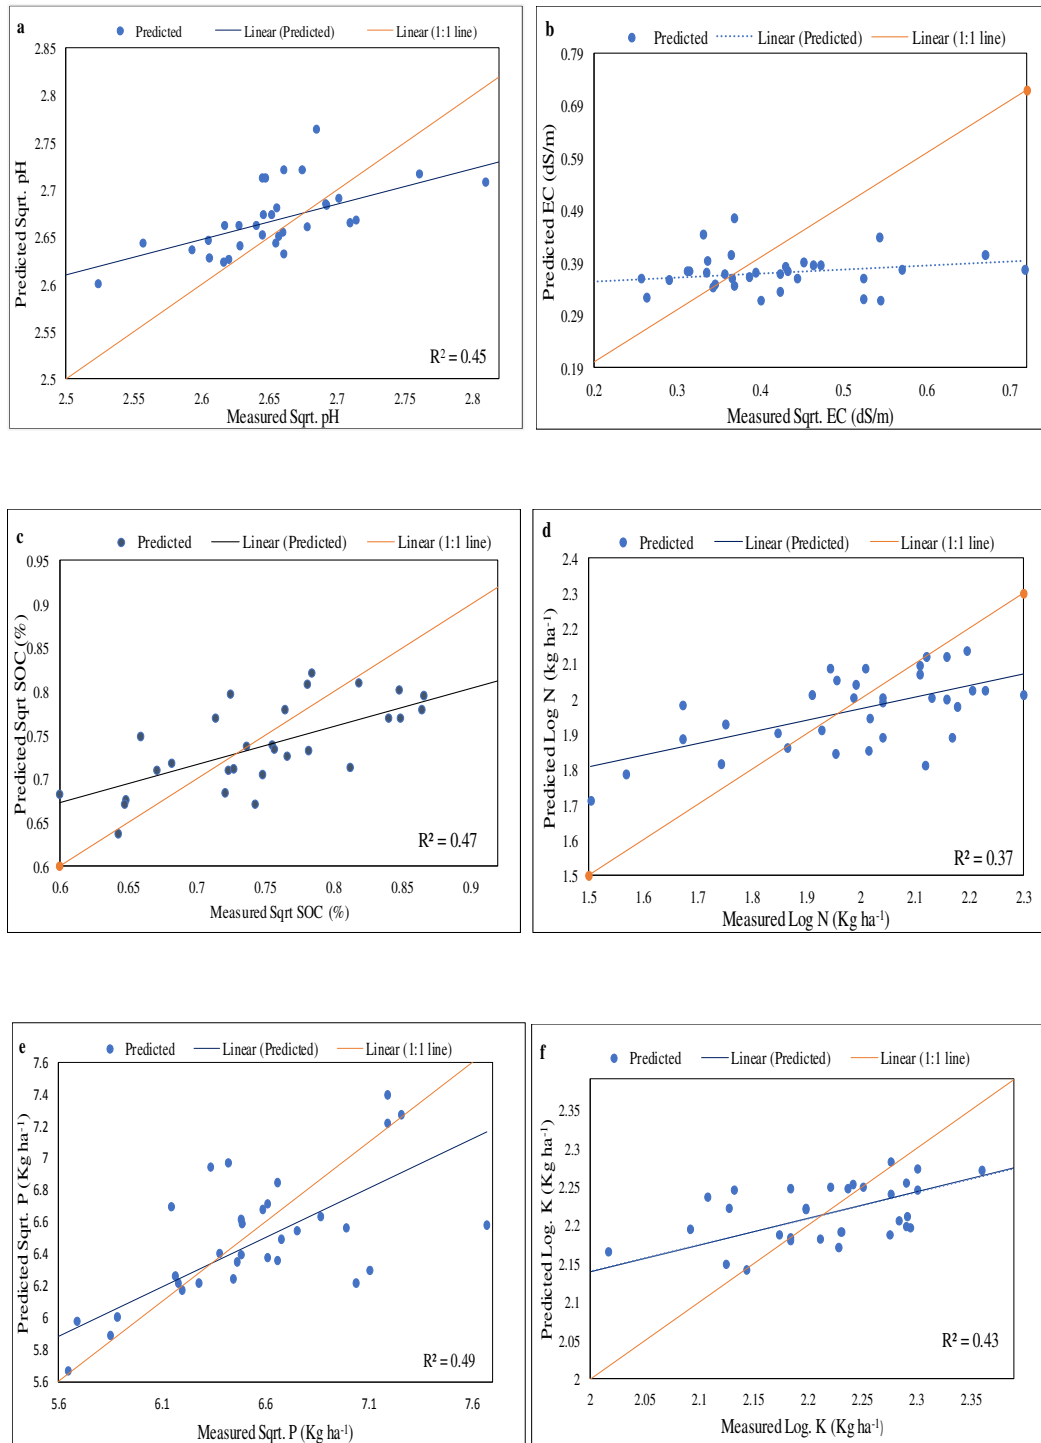 a
Predicted Linear (Predicted) Linear (1:1 line)
2.85
2.8
2.75
2.7
2.65
2.6
2.55
2.5
Predicted Sqrt. pH
R² = 0.45
2.5 2.55 2.6 2.65 2.7 2.75 2.8
Measured Sqrt. pH
b
Predicted Linear (Predicted) Linear (1:1 line)
0.79
0.69
0.59
0.49
0.39
0.29
0.19
Predicted EC (dS/m)
0.2 0.3 0.4 0.5 0.6 0.7
Measured Sqrt. EC (dS/m)
c
Predicted Linear (Predicted) Linear (1:1 line)
0.95
0.9
0.85
0.8
0.75
0.7
0.65
0.6
Predicted Sqrt SOC (%)
R² = 0.47
0.6 0.65 0.7 0.75 0.8 0.85 0.9
Measured Sqrt SOC (%)
d
Predicted Linear (Predicted) Linear (1:1 line)
2.4
2.3
2.2
2.1
2
1.9
1.8
1.7
1.6
1.5
Predicted Log N (kg ha⁻¹)
R² = 0.37
1.5 1.6 1.7 1.8 1.9 2 2.1 2.2 2.3
Measured Log N (Kg ha⁻¹)
e
Predicted Linear (Predicted) Linear (1:1 line)
7.6
7.4
7.2
7
6.8
6.6
6.4
6.2
6
5.8
5.6
Predicted Sqrt. P (Kg ha⁻¹)
R² = 0.49
5.6 6.1 6.6 7.1 7.6
Measured Sqrt. P (Kg ha⁻¹)
f
Predicted Linear (Predicted) Linear (1:1 line)
2.35
2.3
2.25
2.2
2.15
2.1
2.05
2
Predicted Log. K (Kg ha⁻¹)
R² = 0.43
2 2.05 2.1 2.15 2.2 2.25 2.3 2.35
Measured Log. K (Kg ha⁻¹)